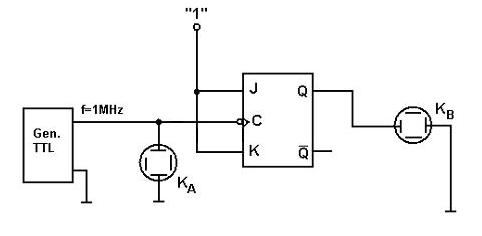 "1"
f=1MHz
Gen.
TTL
J
C
K
Q
Q̅
K_A
K_B